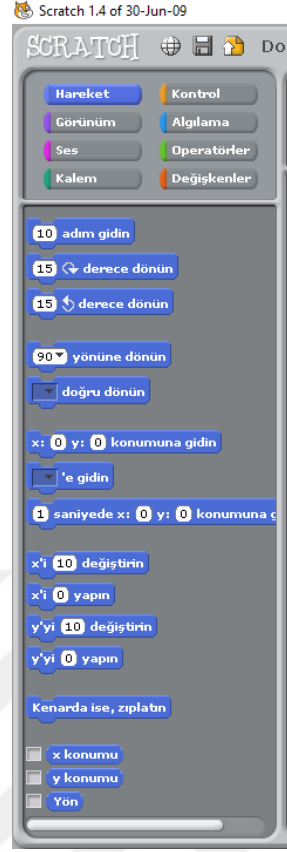 Scratch 1.4 of 30-Jun-09
SCRATCH Do
Hareket Kontrol
Görünüm Algılama
Ses Operatörler
Kalem Değişkenler
10 adım gidin
15 derece dönün
15 derece dönün
90 yönüne dönün
doğru dönün
x: 0 y: 0 konumuna gidin
'e gidin
1 saniyede x: 0 y: 0 konumuna g
x'i 10 değiştirin
x'i 0 yapın
y'yi 10 değiştirin
y'yi 0 yapın
Kenarda ise, zıplatın
x konumu
y konumu
Yön